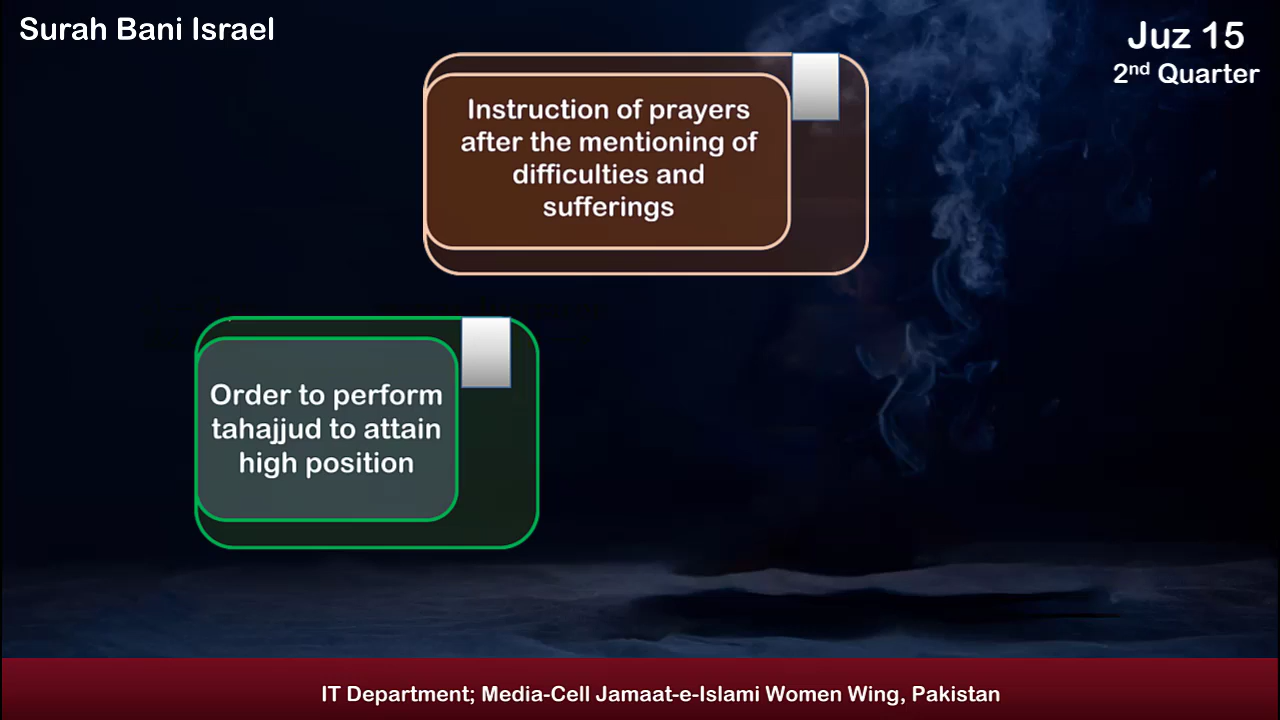 Surah Bani Israel
Juz 15
2nd Quarter
Instruction of prayers
after the mentioning of
difficulties and
sufferings
Order to perform
tahajjud to attain
high position
IT Department; Media-Cell Jamaat-e-Islami Women Wing, Pakistan